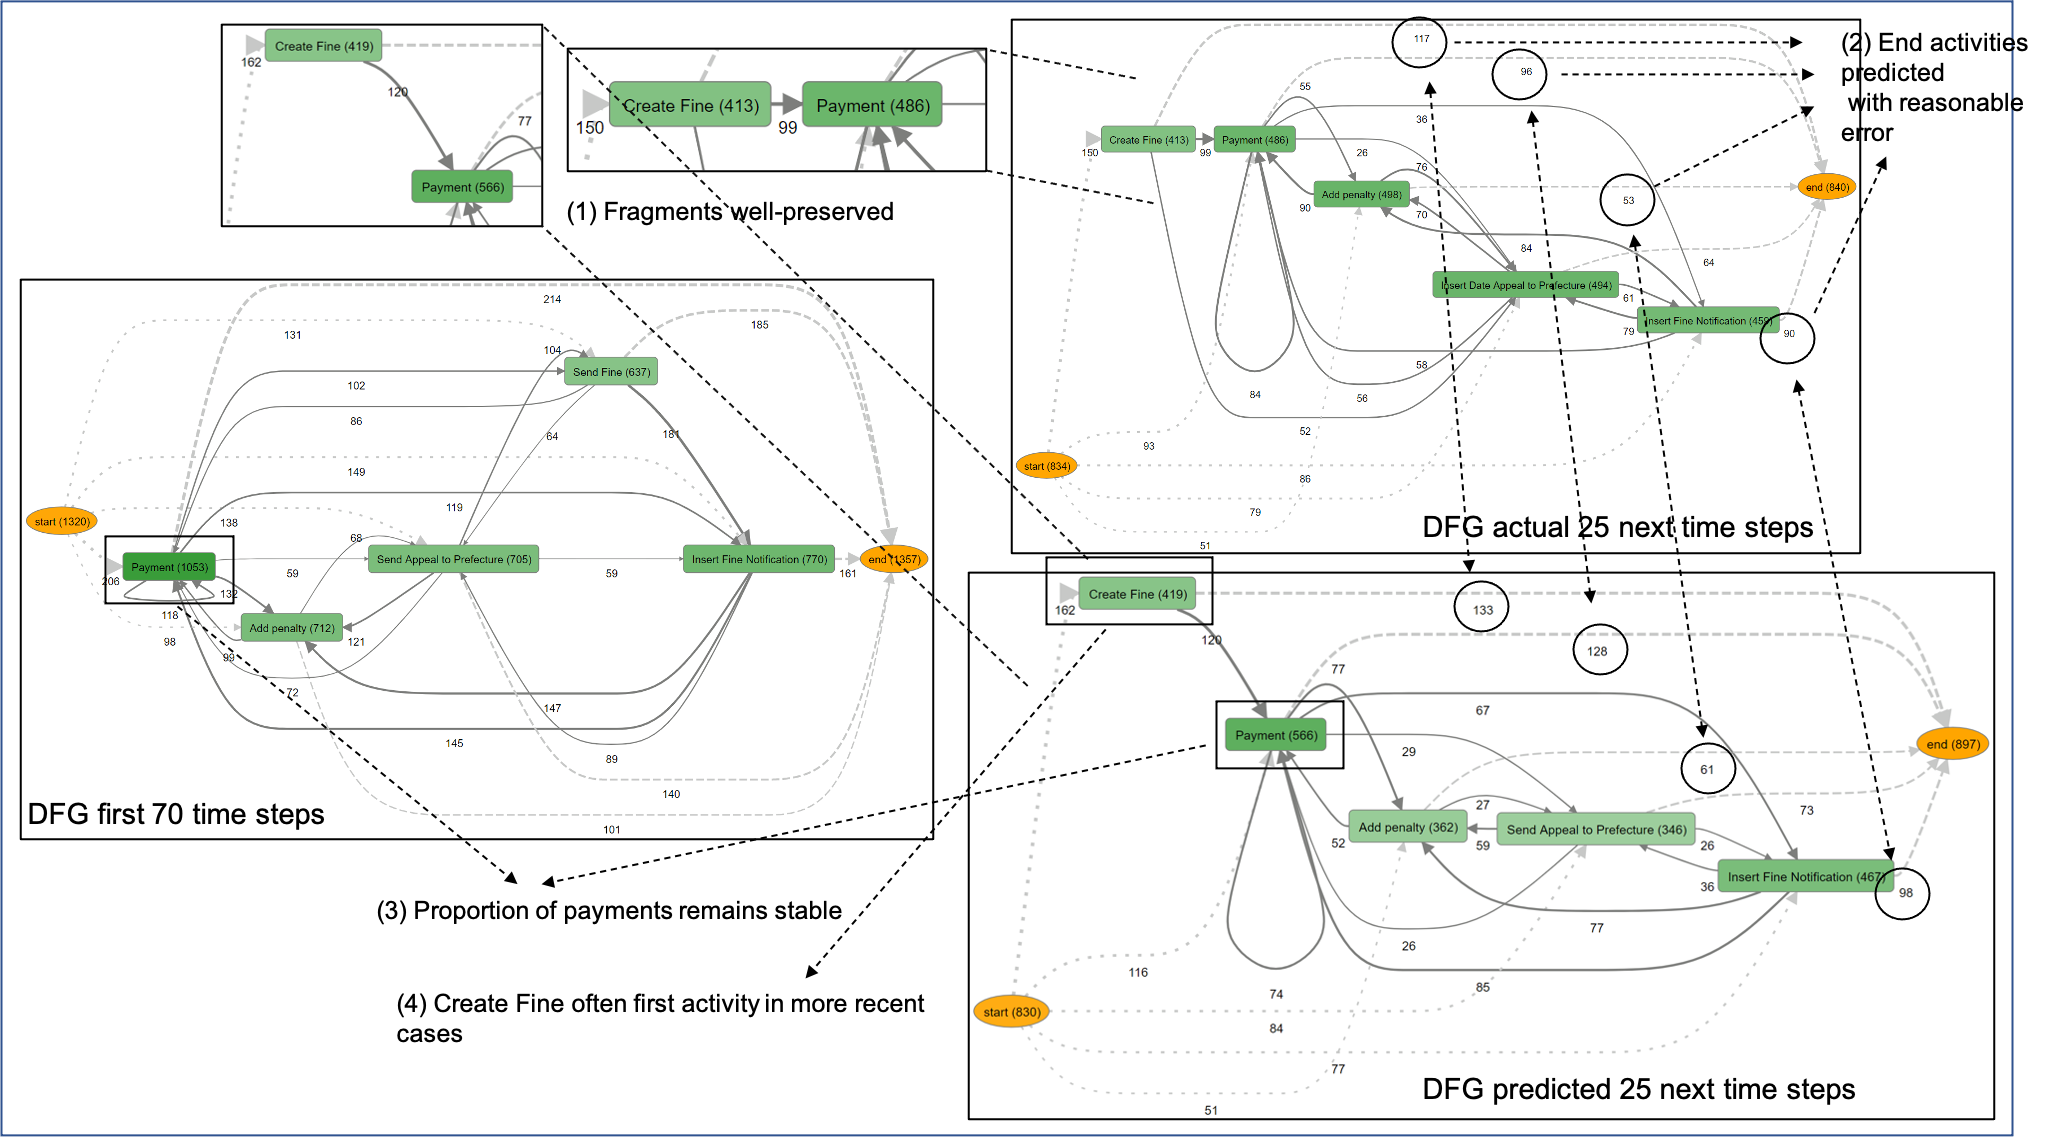 Create Fine (419)
162
120
77
Payment (566)
Create Fine (413)
Payment (486)
150
99
(1) Fragments well-preserved
117
96
(2) End activities
predicted
with reasonable
error
55
36
Create Fine (413)
Payment (486)
150
99
26
76
Add penalty (498)
end (840)
90
70
53
84
64
Insert Date Appeal to Prefecture (494)
61
Insert Fine Notification (459)
79
90
58
84
56
52
93
start (834)
86
79
DFG actual 25 next time steps
51
214
131
185
104
Send Fine (637)
102
86
64
181
149
119
start (1320)
138
68
Send Appeal to Prefecture (705)
Insert Fine Notification (770)
end (1357)
Payment (1053)
206
59
59
161
132
118
Add penalty (712)
98
121
99
72
147
145
89
140
DFG first 70 time steps
101
Create Fine (419)
162
133
120
128
77
67
Payment (566)
29
end (897)
61
27
73
Add penalty (362)
Send Appeal to Prefecture (346)
52
59
26
Insert Fine Notification (467)
36
98
77
26
116
85
74
start (830)
84
77
DFG predicted 25 next time steps
51
(3) Proportion of payments remains stable
(4) Create Fine often first activity in more recent
cases